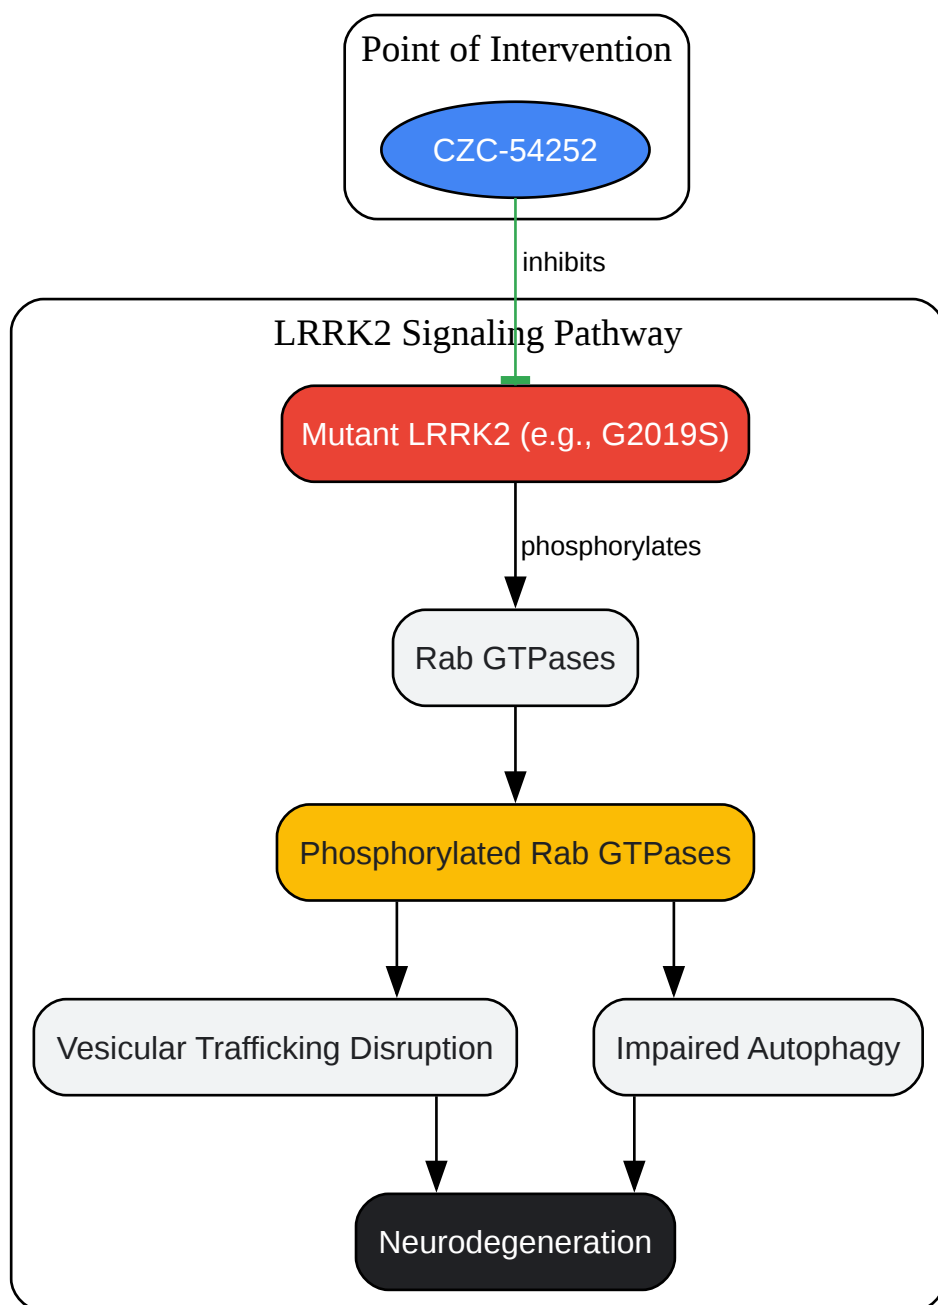 Point of Intervention
CZC-54252
inhibits
LRRK2 Signaling Pathway
Mutant LRRK2 (e.g., G2019S)
phosphorylates
Rab GTPases
Phosphorylated Rab GTPases
Vesicular Trafficking Disruption
Impaired Autophagy
Neurodegeneration